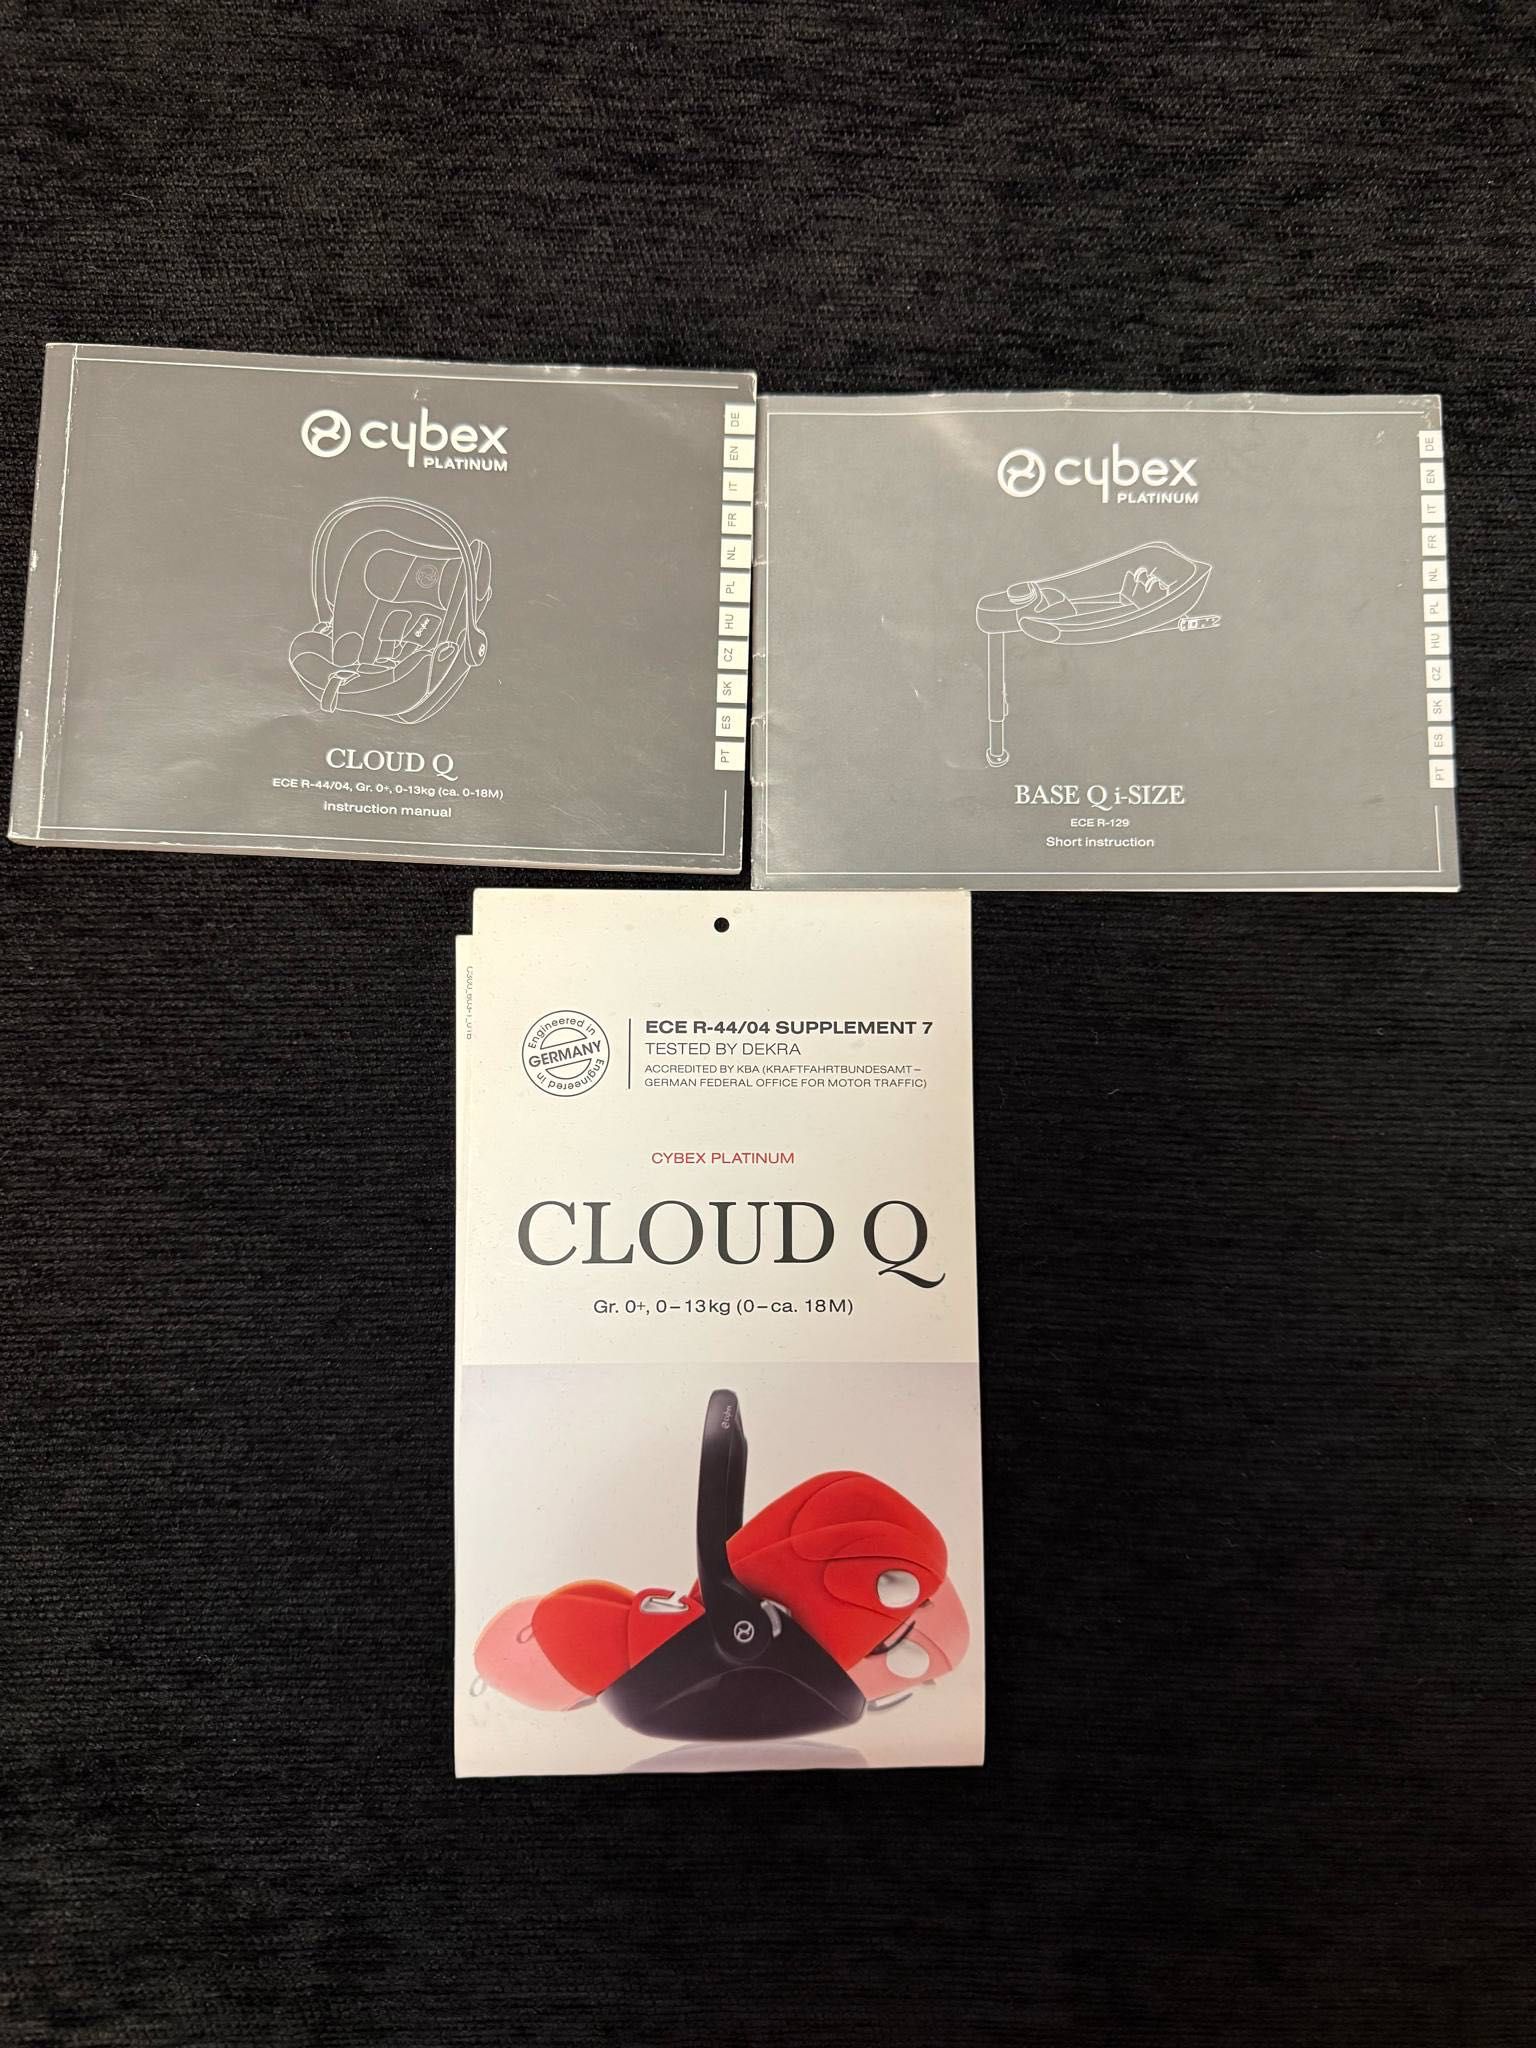 cybex
PLATINUM
CLOUD Q
ECE R-44/04, Gr. 0+, 0-13kg (ca. 0-18M)
Instruction manual
DE
EN
IT
FR
NL
PL
HU
CZ
SK
ES
PT
cybex
PLATINUM
BASE Q i-SIZE
ECE R-129
Short instruction
DE
EN
IT
FR
NL
PL
HU
CZ
SK
ES
PT
Engineered in
GERMANY
Engineered in
ECE R-44/04 SUPPLEMENT 7
TESTED BY DEKRA
ACCREDITED BY KBA (KRAFTFAHRTBUNDESAMT–
GERMAN FEDERAL OFFICE FOR MOTOR TRAFFIC)
CYBEX PLATINUM
CLOUD Q
Gr. 0+, 0–13kg (0–ca. 18M)
cybex